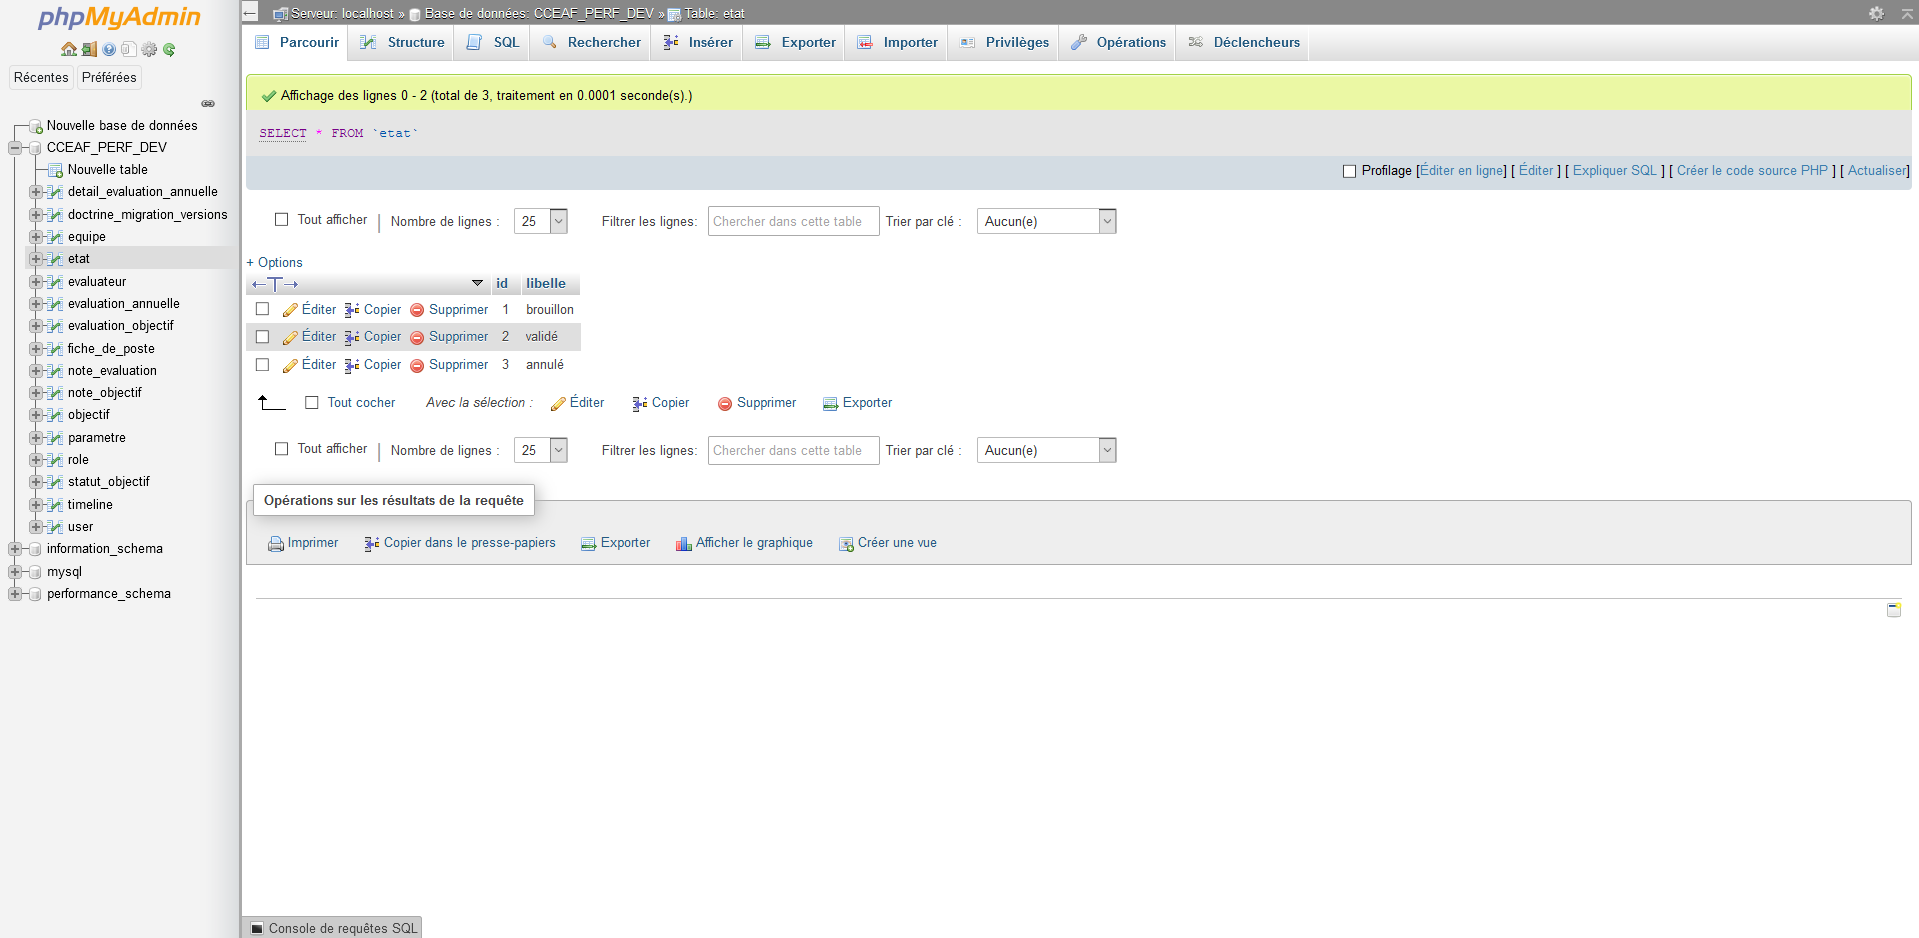 phpMyAdmin
Récentes Préférées
Nouvelle base de données
CCEAF_PERF_DEV
Nouvelle table
detail_evaluation_annuelle
doctrine_migration_versions
equipe
etat
evaluateur
evaluation_annuelle
evaluation_objectif
fiche_de_poste
note_evaluation
note_objectif
objectif
parametre
role
statut_objectif
timeline
user
information_schema
mysql
performance_schema
Serveur: localhost » Base de données: CCEAF_PERF_DEV » Table: etat
Parcourir Structure SQL Rechercher Insérer Exporter Importer Privilèges Opérations Déclencheurs
Affichage des lignes 0 - 2 (total de 3, traitement en 0.0001 seconde(s).)
SELECT * FROM `etat`
Profilage [Éditer en ligne] [ Éditer ] [ Expliquer SQL ] [ Créer le code source PHP ] [ Actualiser]
Tout afficher | Nombre de lignes : 25 Filtrer les lignes: Chercher dans cette table Trier par clé : Aucun(e)
+ Options
←T→ id libelle
Éditer Copier Supprimer 1 brouillon
Éditer Copier Supprimer 2 validé
Éditer Copier Supprimer 3 annulé
Tout cocher Avec la sélection : Éditer Copier Supprimer Exporter
Tout afficher | Nombre de lignes : 25 Filtrer les lignes: Chercher dans cette table Trier par clé : Aucun(e)
Opérations sur les résultats de la requête
Imprimer Copier dans le presse-papiers Exporter Afficher le graphique Créer une vue
Console de requêtes SQL